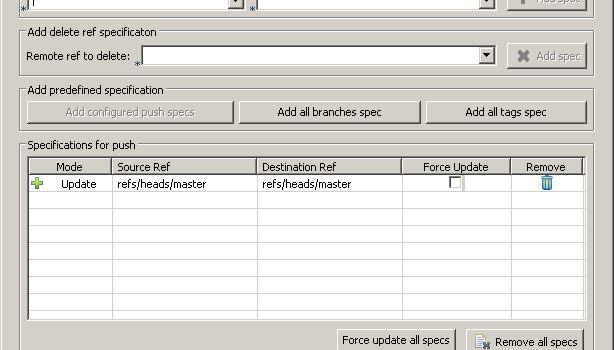 * * Add spec
Add delete ref specificaton
Remote ref to delete: * Add spec
Add predefined specification
Add configured push specs Add all branches spec Add all tags spec
Specifications for push
Mode Source Ref Destination Ref Force Update Remove
Update refs/heads/master refs/heads/master
Force update all specs Remove all specs